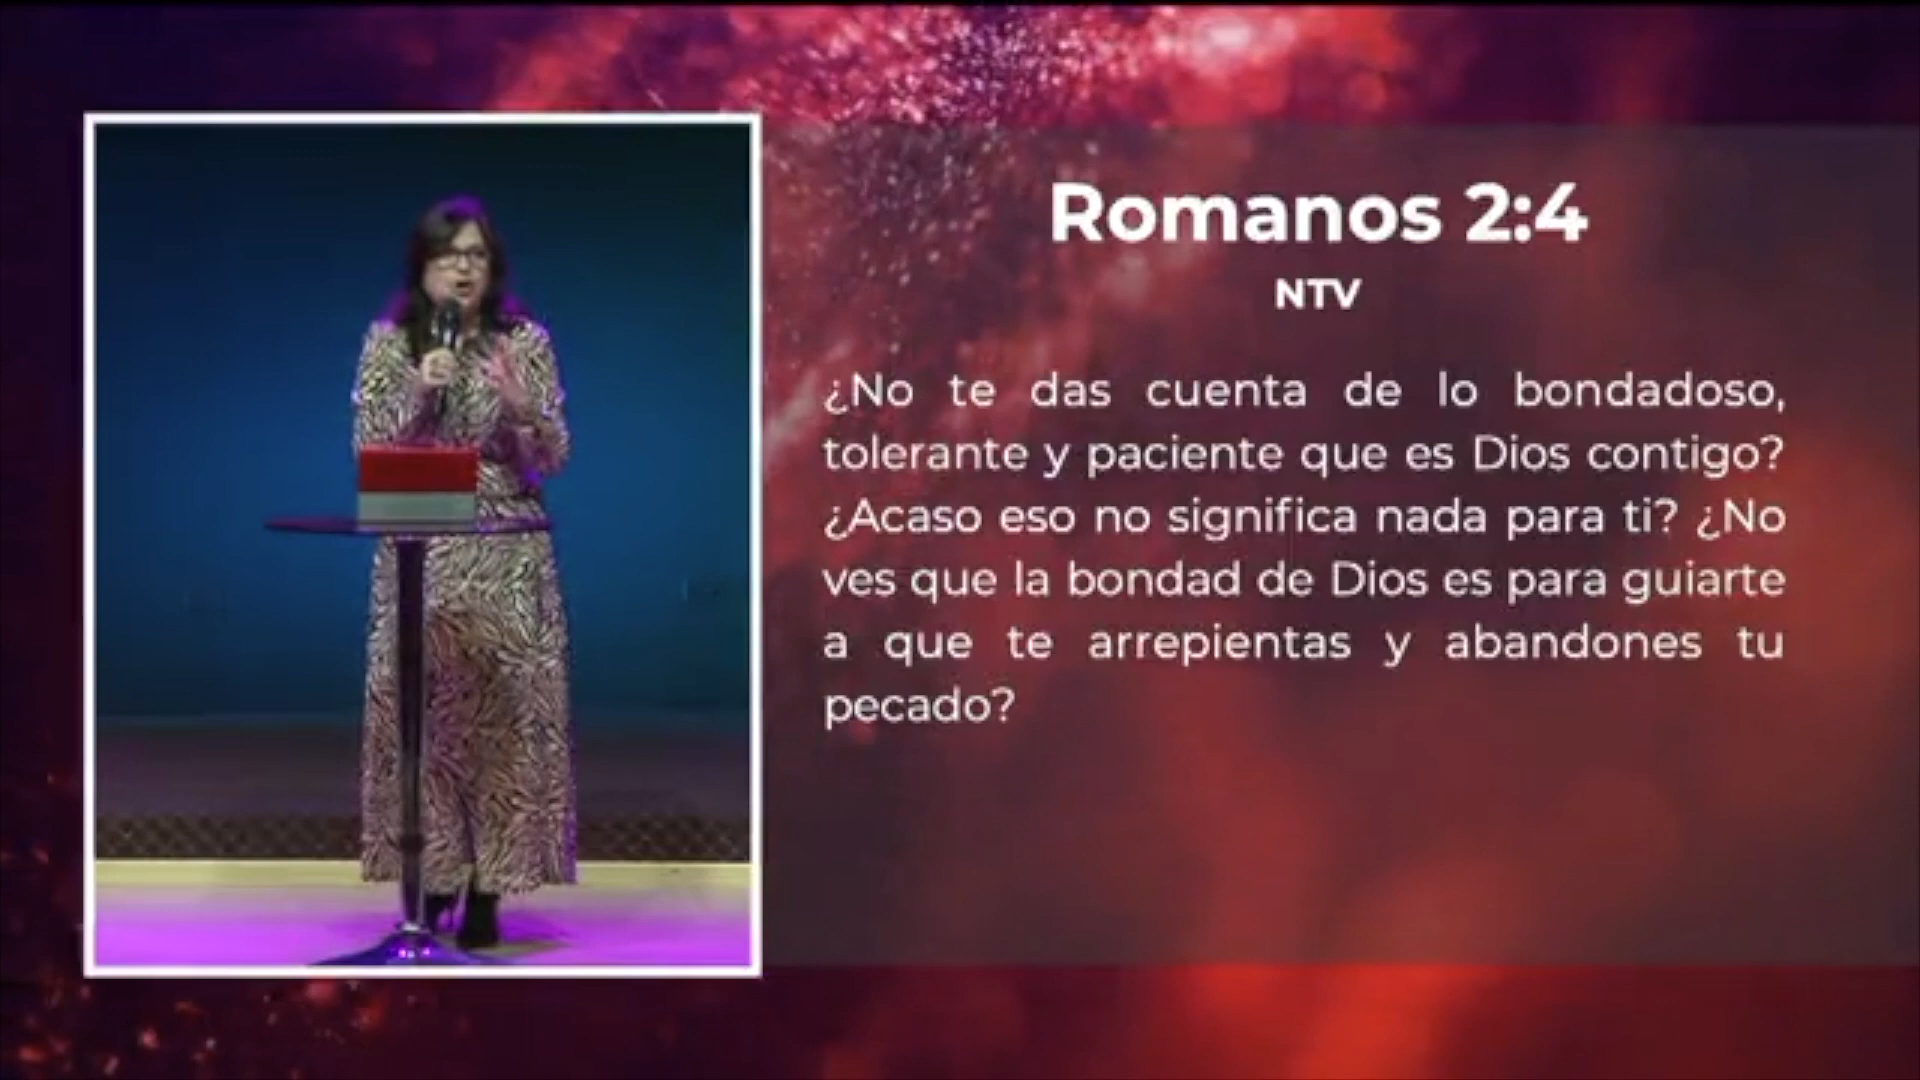 Romanos 2:4
NTV
¿No te das cuenta de lo bondadoso,
tolerante y paciente que es Dios contigo?
¿Acaso eso no significa nada para ti? ¿No
ves que la bondad de Dios es para guiarte
a que te arrepientas y abandones tu
pecado?